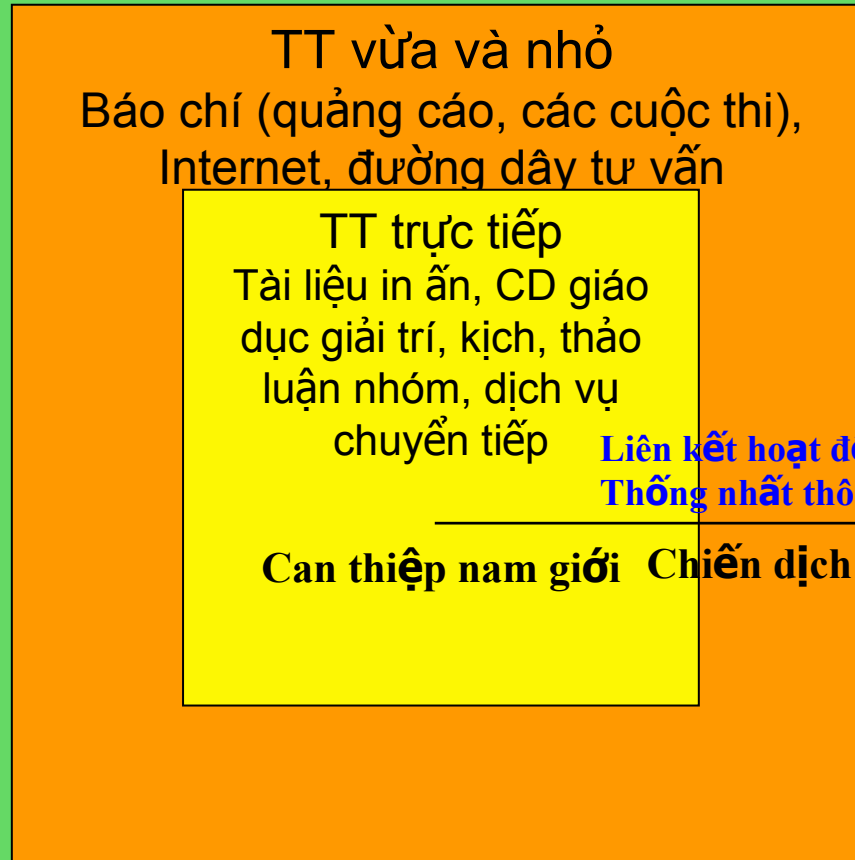 TT vừa và nhỏ
Báo chí (quảng cáo, các cuộc thi),
Internet, đường dây tư vấn
TT trực tiếp
Tài liệu in ấn, CD giáo
dục giải trí, kịch, thảo
luận nhóm, dịch vụ
chuyển tiếp
Liên kết hoạt
Thống nhất
Can thiệp nam giới Chiến dịch